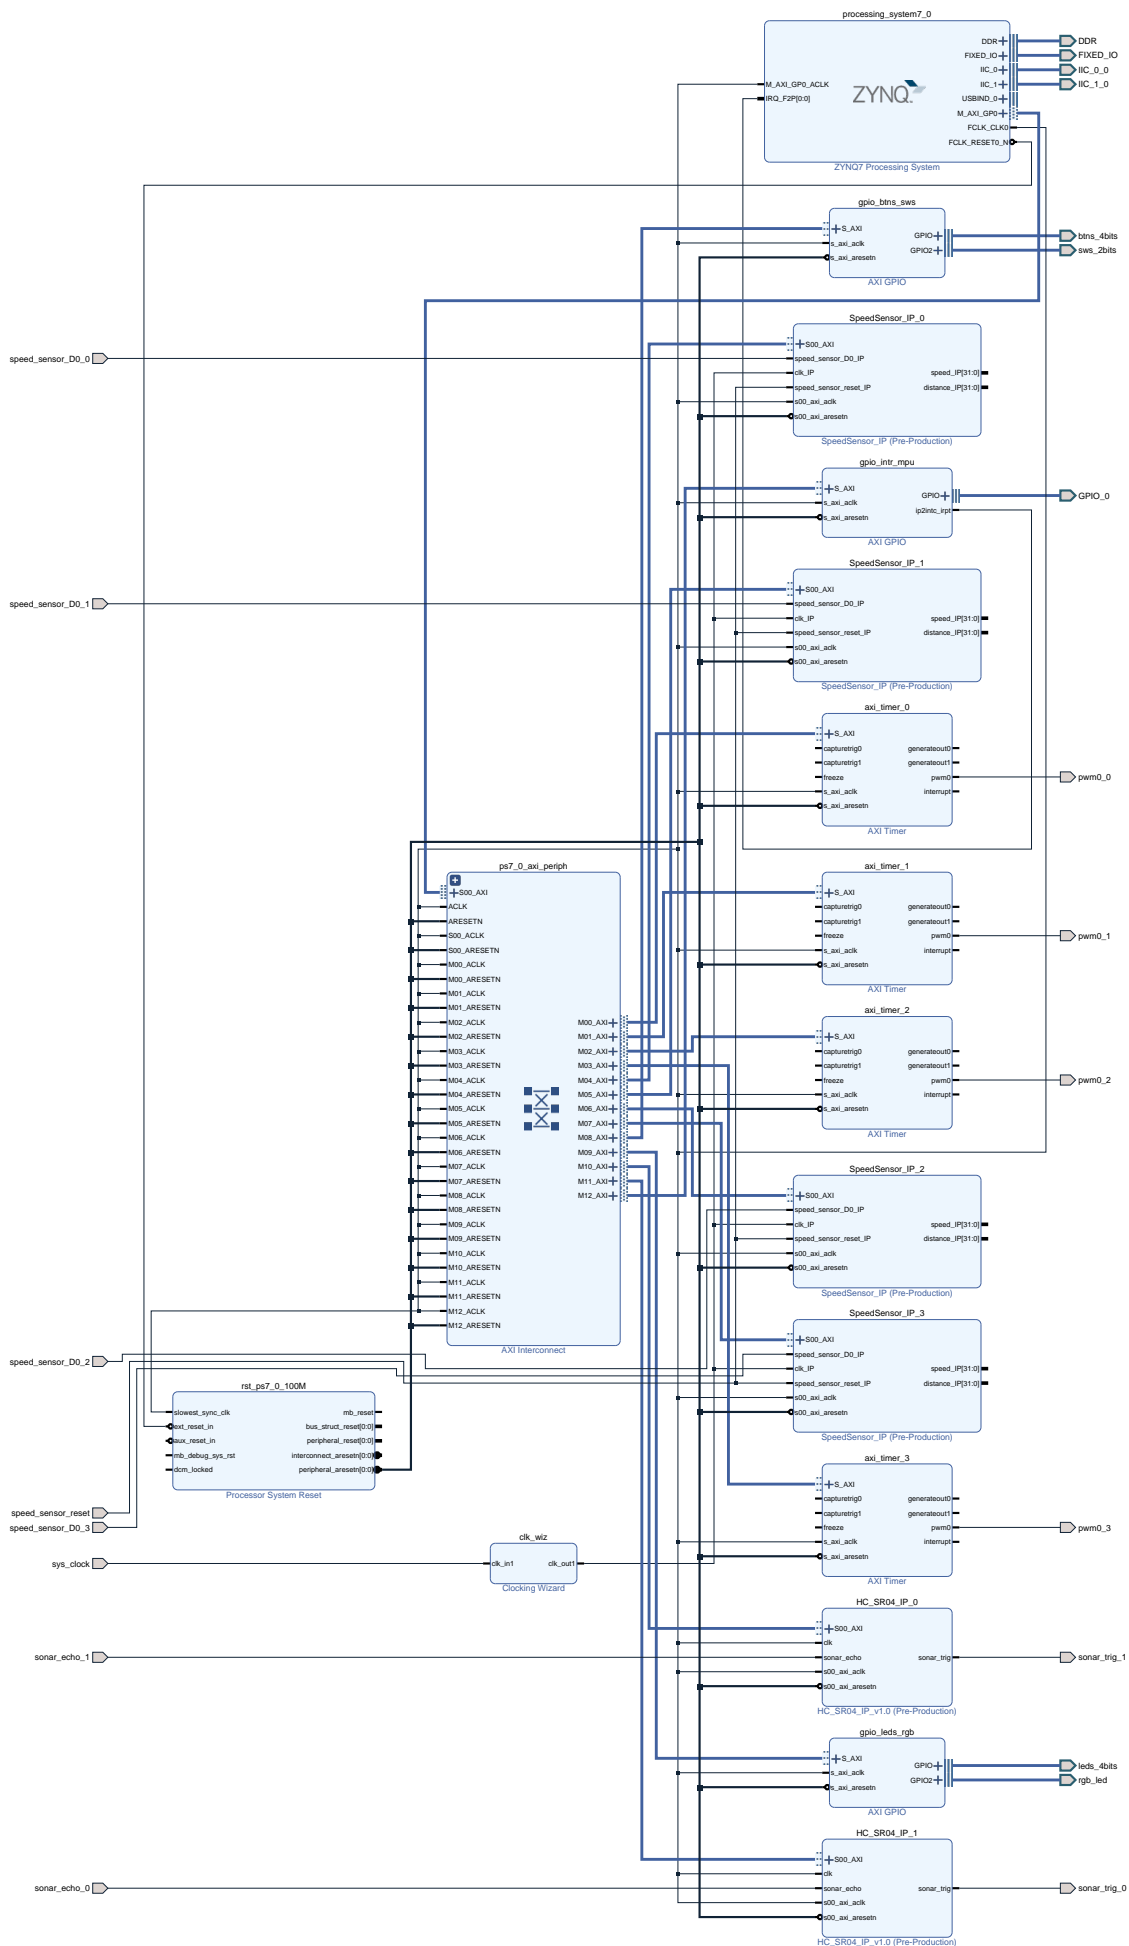 processing_system7_0
DDR
FIXED_IO
IIC_0
IIC_1
USBIND_0
M_AXI_GP0
FCLK_CLK0
FCLK_RESET0_N
M_AXI_GP0_ACLK
IRQ_F2P[0:0]
ZYNQ
ZYNQ7 Processing System
DDR
FIXED_IO
IIC_0_0
IIC_1_0
gpio_btns_sws
S_AXI
s_axi_aclk
s_axi_aresetn
GPIO
GPIO2
AXI GPIO
btns_4bits
sws_2bits
speed_sensor_D0_0
SpeedSensor_IP_0
S00_AXI
speed_sensor_D0_IP
clk_IP
speed_sensor_reset_IP
s00_axi_aclk
s00_axi_aresetn
speed_IP[31:0]
distance_IP[31:0]
SpeedSensor_IP (Pre-Production)
gpio_intr_mpu
S_AXI
s_axi_aclk
s_axi_aresetn
GPIO
ip2intc_irpt
AXI GPIO
GPIO_0
speed_sensor_D0_1
SpeedSensor_IP_1
S00_AXI
speed_sensor_D0_IP
clk_IP
speed_sensor_reset_IP
s00_axi_aclk
s00_axi_aresetn
speed_IP[31:0]
distance_IP[31:0]
SpeedSensor_IP (Pre-Production)
axi_timer_0
S_AXI
capturetrig0
capturetrig1
freeze
s_axi_aclk
s_axi_aresetn
generateout0
generateout1
pwm0
interrupt
AXI Timer
pwm0_0
ps7_0_axi_periph
S00_AXI
ACLK
ARESETN
S00_ACLK
S00_ARESETN
M00_ACLK
M00_ARESETN
M01_ACLK
M01_ARESETN
M02_ACLK
M02_ARESETN
M03_ACLK
M03_ARESETN
M04_ACLK
M04_ARESETN
M05_ACLK
M05_ARESETN
M06_ACLK
M06_ARESETN
M07_ACLK
M07_ARESETN
M08_ACLK
M08_ARESETN
M09_ACLK
M09_ARESETN
M10_ACLK
M10_ARESETN
M11_ACLK
M11_ARESETN
M12_ACLK
M12_ARESETN
M00_AXI
M01_AXI
M02_AXI
M03_AXI
M04_AXI
M05_AXI
M06_AXI
M07_AXI
M08_AXI
M09_AXI
M10_AXI
M11_AXI
M12_AXI
AXI Interconnect
axi_timer_1
S_AXI
capturetrig0
capturetrig1
freeze
s_axi_aclk
s_axi_aresetn
generateout0
generateout1
pwm0
interrupt
AXI Timer
pwm0_1
axi_timer_2
S_AXI
capturetrig0
capturetrig1
freeze
s_axi_aclk
s_axi_aresetn
generateout0
generateout1
pwm0
interrupt
AXI Timer
pwm0_2
SpeedSensor_IP_2
S00_AXI
speed_sensor_D0_IP
clk_IP
speed_sensor_reset_IP
s00_axi_aclk
s00_axi_aresetn
speed_IP[31:0]
distance_IP[31:0]
SpeedSensor_IP (Pre-Production)
SpeedSensor_IP_3
S00_AXI
speed_sensor_D0_IP
clk_IP
speed_sensor_reset_IP
s00_axi_aclk
s00_axi_aresetn
speed_IP[31:0]
distance_IP[31:0]
SpeedSensor_IP (Pre-Production)
speed_sensor_D0_2
rst_ps7_0_100M
slowest_sync_clk
ext_reset_in
aux_reset_in
mb_debug_sys_rst
dcm_locked
mb_reset
bus_struct_reset[0:0]
peripheral_reset[0:0]
interconnect_aresetn[0:0]
peripheral_aresetn[0:0]
Processor System Reset
speed_sensor_reset
speed_sensor_D0_3
axi_timer_3
S_AXI
capturetrig0
capturetrig1
freeze
s_axi_aclk
s_axi_aresetn
generateout0
generateout1
pwm0
interrupt
AXI Timer
pwm0_3
sys_clock
clk_wiz
clk_in1
clk_out1
Clocking Wizard
HC_SR04_IP_0
S00_AXI
clk
sonar_echo
s00_axi_aclk
s00_axi_aresetn
sonar_trig
HC_SR04_IP_v1.0 (Pre-Production)
sonar_echo_1
sonar_trig_1
gpio_leds_rgb
S_AXI
s_axi_aclk
s_axi_aresetn
GPIO
GPIO2
AXI GPIO
leds_4bits
rgb_led
HC_SR04_IP_1
S00_AXI
clk
sonar_echo
s00_axi_aclk
s00_axi_aresetn
sonar_trig
HC_SR04_IP_v1.0 (Pre-Production)
sonar_echo_0
sonar_trig_0